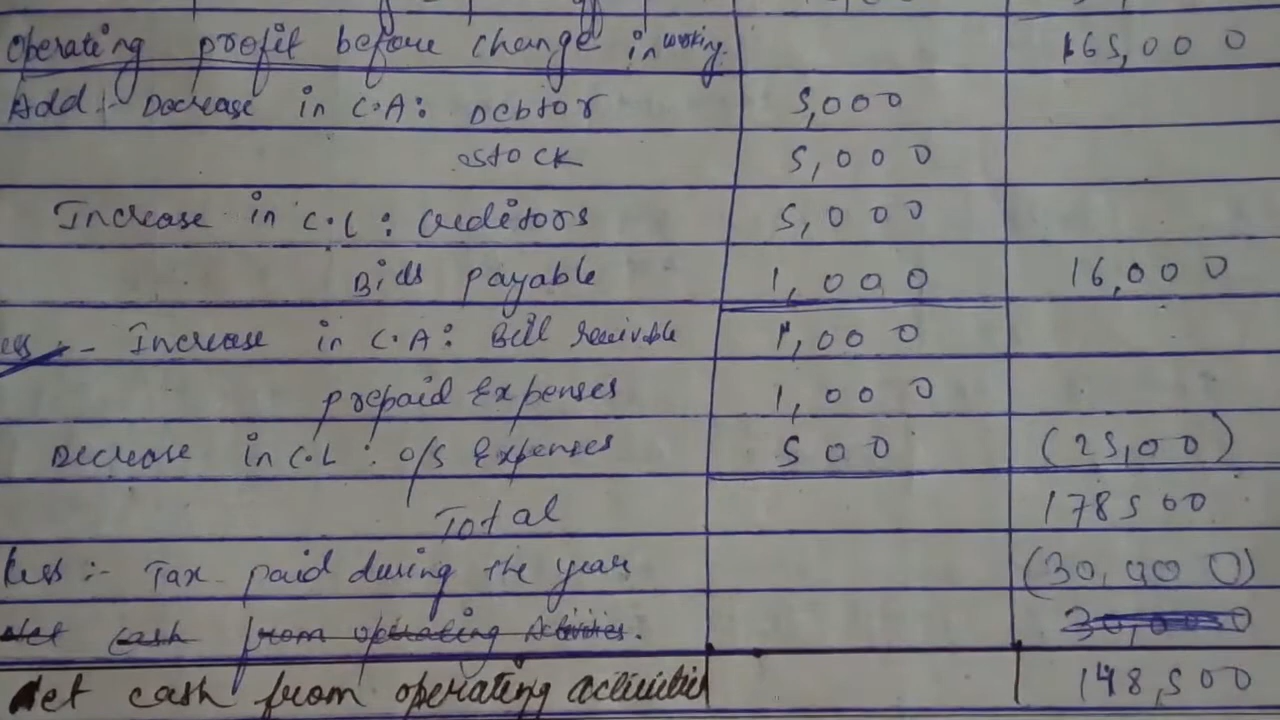 Operating profit before change in working. 165,000
Add :- Decrease in C.A: Debtor 5,000
Stock 5,000
Increase in C.L : Creditors 5,000
Bills payable 1,000 16,000
ess :- Increase in C.A: Bill receivable 1,000
prepaid Expenses 1,000
Decrease in C.L : O/S Expenses 500 (25,00)
Total 178500
Less :- Tax paid during the year (30,000)
Net cash from operating Activities. 30,000
Net cash from operating activities 148,500